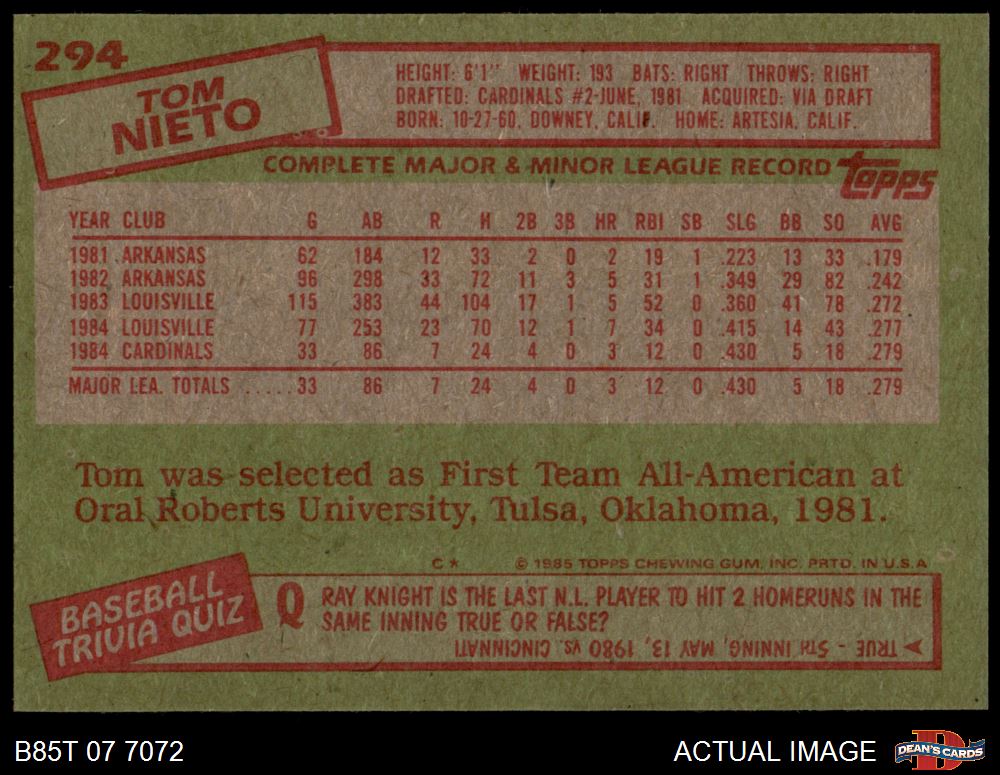 294
TOM
NIETO
HEIGHT: 6'1" WEIGHT: 193 BATS: RIGHT THROWS: RIGHT
DRAFTED: CARDINALS #2-JUNE, 1981 ACQUIRED: VIA DRAFT
BORN: 10-27-60, DOWNEY, CALIF. HOME: ARTESIA, CALIF.
COMPLETE MAJOR & MINOR LEAGUE RECORD topps
YEAR CLUB G AB R H 2B 3B HR RBI SB SLG BB SO AVG
1981 ARKANSAS 62 184 12 33 2 0 2 19 1 .223 13 33 .179
1982 ARKANSAS 96 298 33 72 11 3 5 31 1 .349 29 82 .242
1983 LOUISVILLE 115 383 44 104 17 1 5 52 0 .360 41 78 .272
1984 LOUISVILLE 77 253 23 70 12 1 7 34 0 .415 14 43 .277
1984 CARDINALS 33 86 7 24 4 0 3 12 0 .430 5 18 .279
MAJOR LEA. TOTALS .....33 86 7 24 4 0 3 12 0 .430 5 18 .279
Tom was selected as First Team All-American at
Oral Roberts University, Tulsa, Oklahoma, 1981.
C* © 1985 TOPPS CHEWING GUM, INC. PRTD. IN U.S.A
BASEBALL
TRIVIA QUIZ
Q RAY KNIGHT IS THE LAST N.L. PLAYER TO HIT 2 HOMERUNS IN THE
SAME INNING TRUE OR FALSE?
TRUE - 5TH INNING, MAY 13, 1980 vs. CINCINNATI
B85T 07 7072
ACTUAL IMAGE
D
DEAN'S CARDS